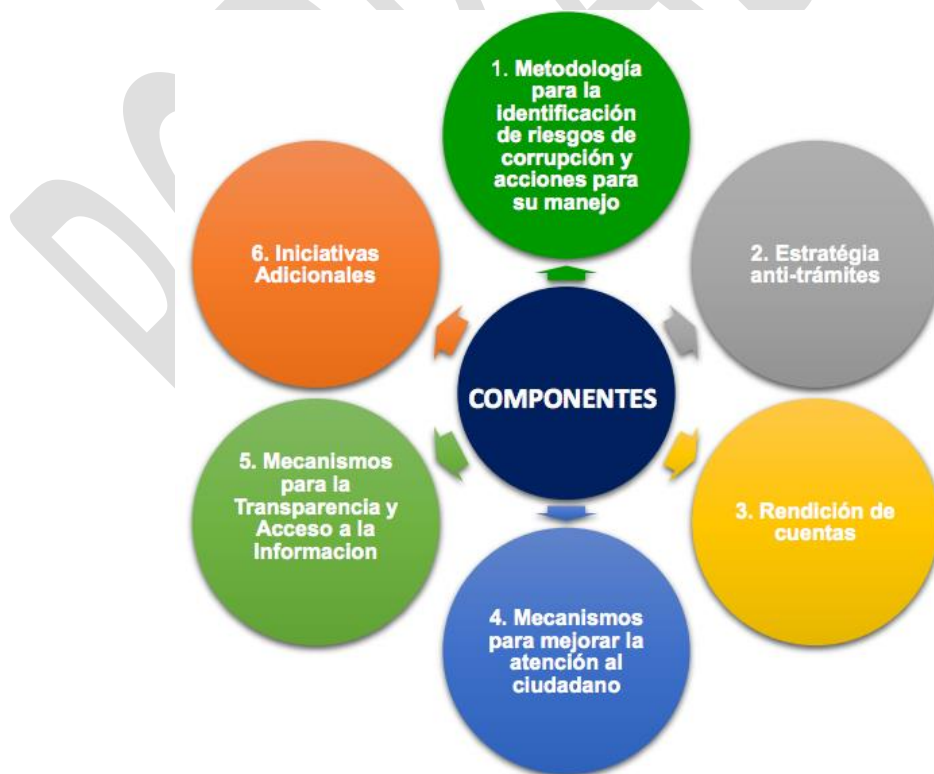 1. Metodología
para la
identificación
de riesgos de
corrupción y
acciones para
su manejo
2. Estratégia
anti-trámites
3. Rendición de
cuentas
4. Mecanismos
para mejorar la
atención al
ciudadano
5. Mecanismos
para la
Transparencia y
Acceso a la
Informacion
6. Iniciativas
Adicionales
COMPONENTES